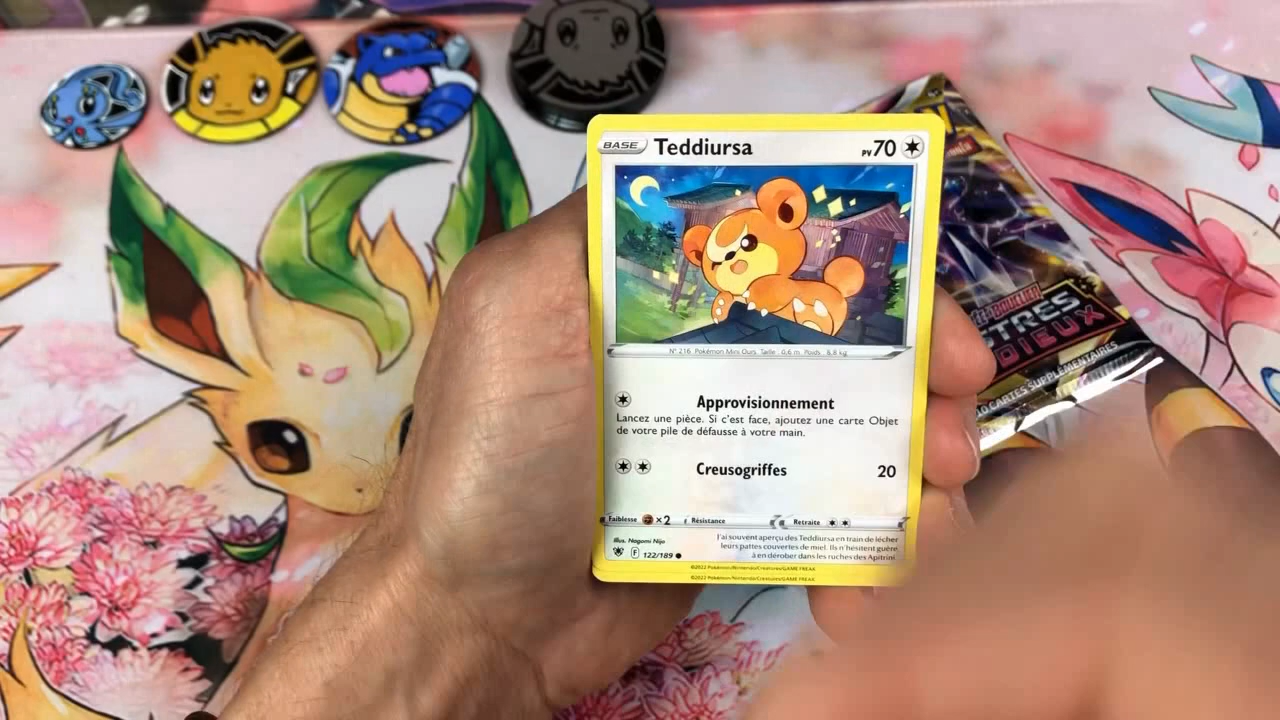 BASE Teddiursa PV 70
N° 216 Pokémon Mini Ours Taille : 0,6 m Poids : 8,8 kg
Approvisionnement
Lancez une pièce. Si c'est face, ajoutez une carte Objet
de votre pile de défausse à votre main.
Creusogriffes 20
Faiblesse ×2 Résistance Retraite
Illus. Nagomi Nijo
F 122/189
J'ai souvent aperçu des Teddiursa en train de lécher
leurs pattes couvertes de miel. Ils n'hésitent guère
à en dérober dans les ruches des Apitrini.
©2022 Pokémon/Nintendo/Creatures/GAME FREAK
©2022 Pokémon/Nintendo/Creatures/GAME FREAK
BOUCLIER
10 CARTES SUPPLÉMENTAIRES